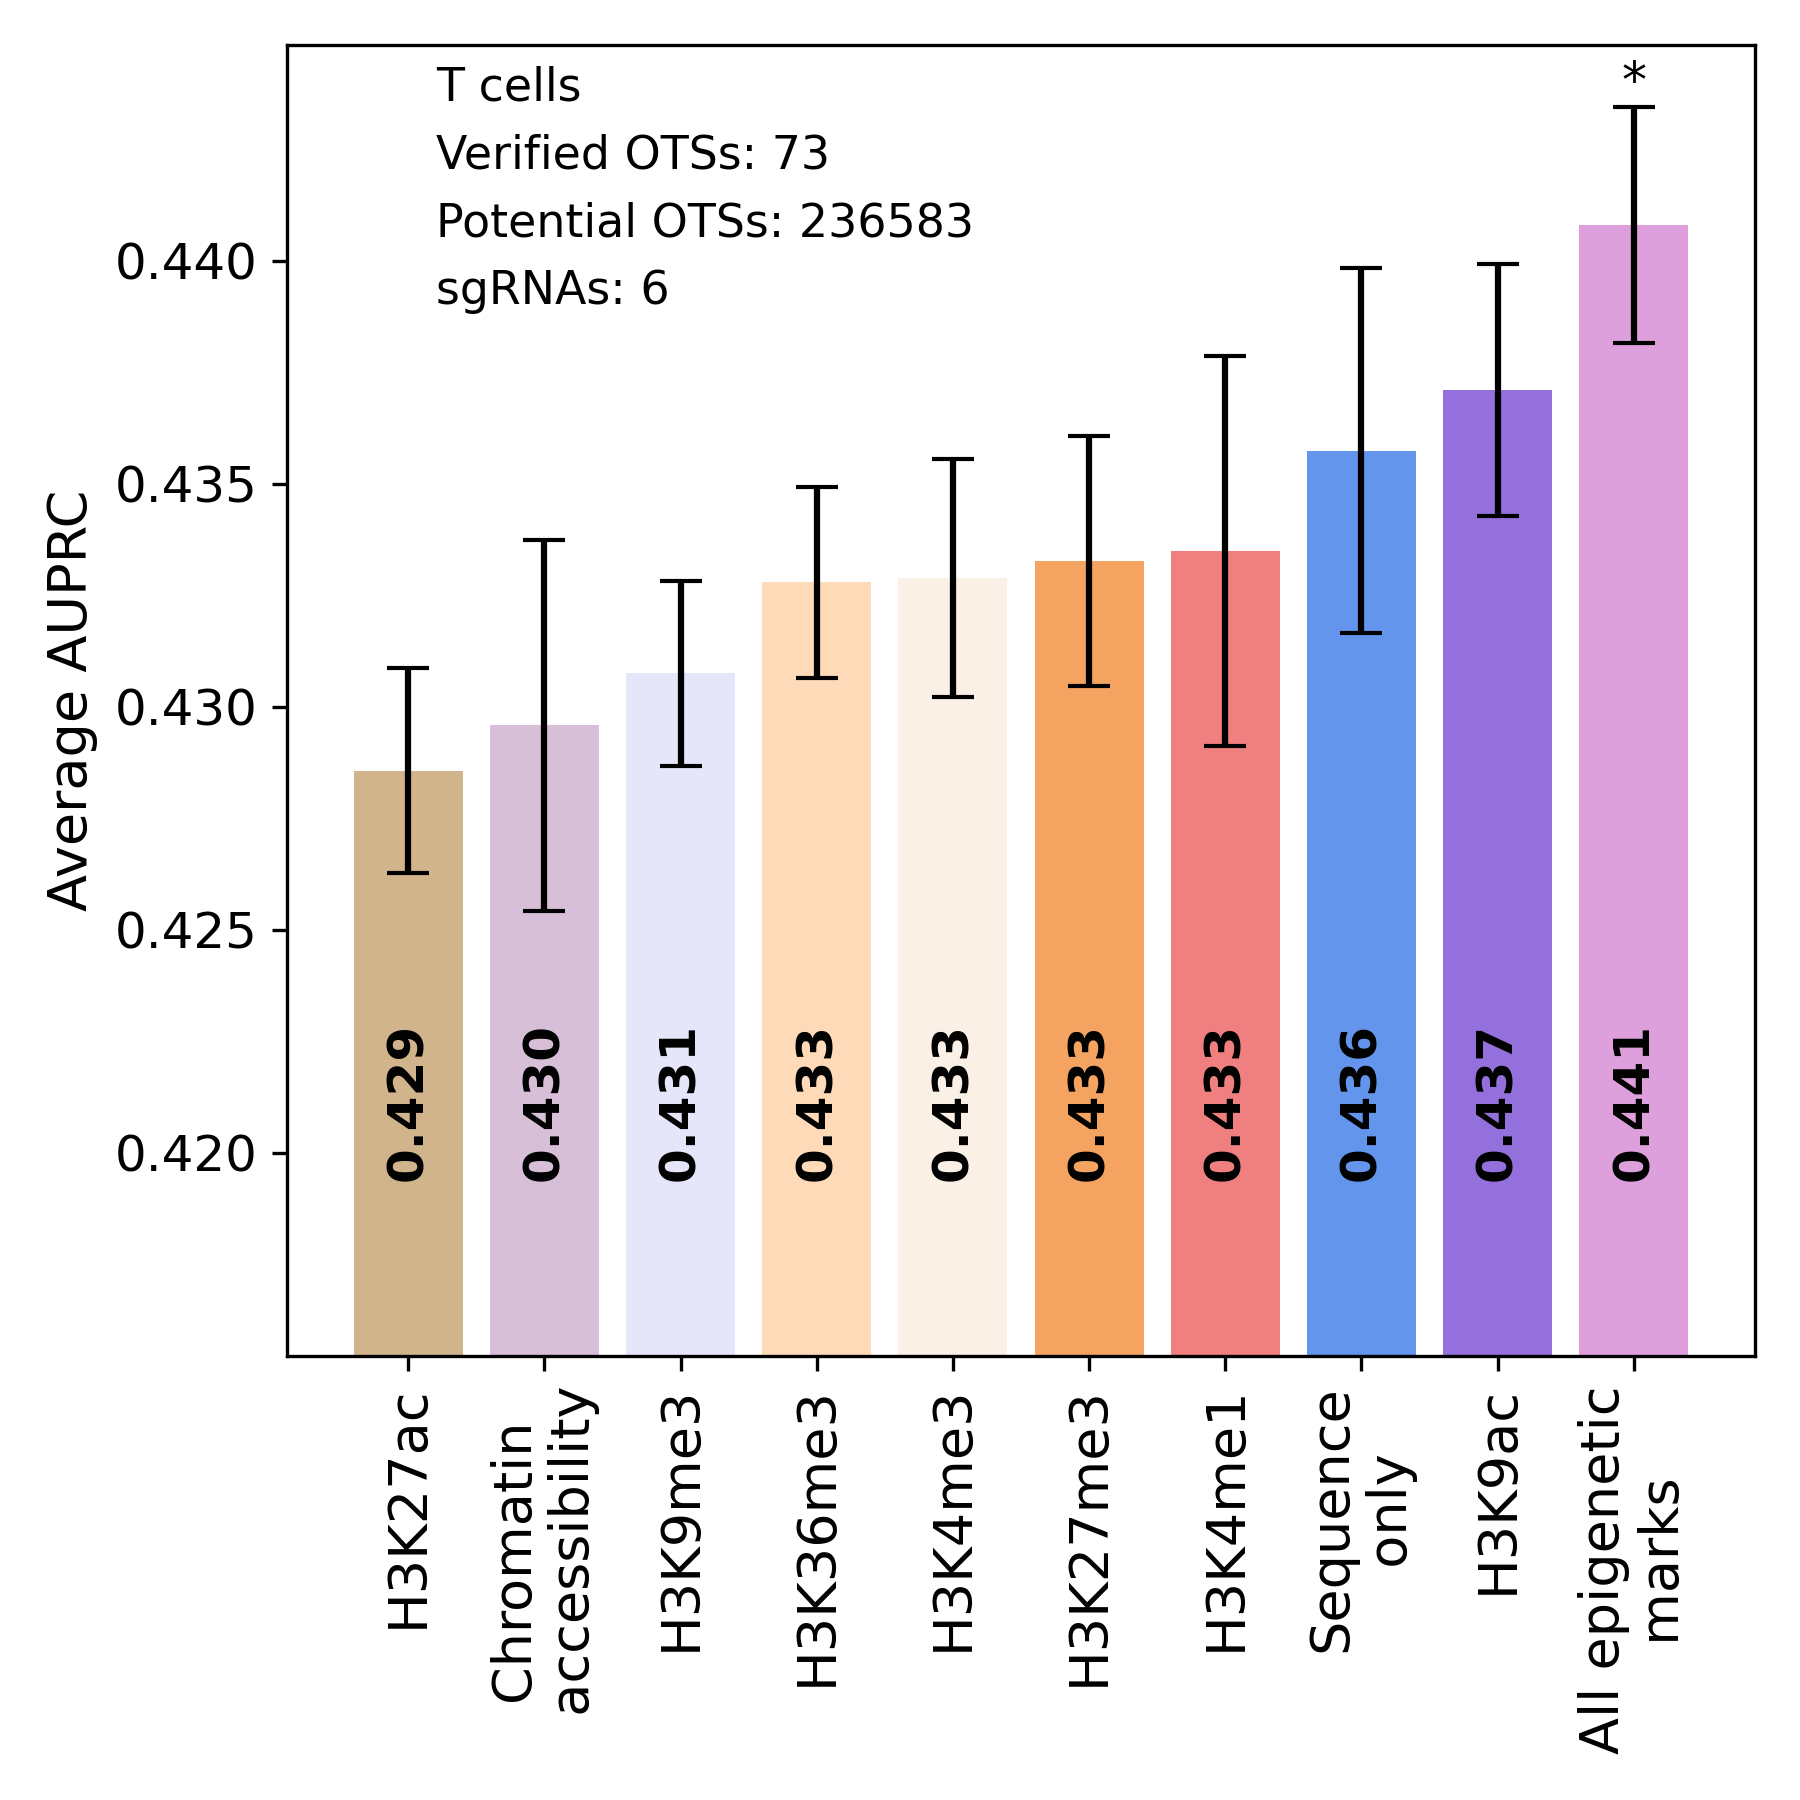 T cells
Verified OTSs: 73
Potential OTSs: 236583
sgRNAs: 6
Average AUPRC
0.440
0.435
0.430
0.425
0.420
0.429
0.430
0.431
0.433
0.433
0.433
0.433
0.436
0.437
0.441
*
H3K27ac
Chromatin
accessibility
H3K9me3
H3K36me3
H3K4me3
H3K27me3
H3K4me1
Sequence
only
H3K9ac
All epigenetic
marks